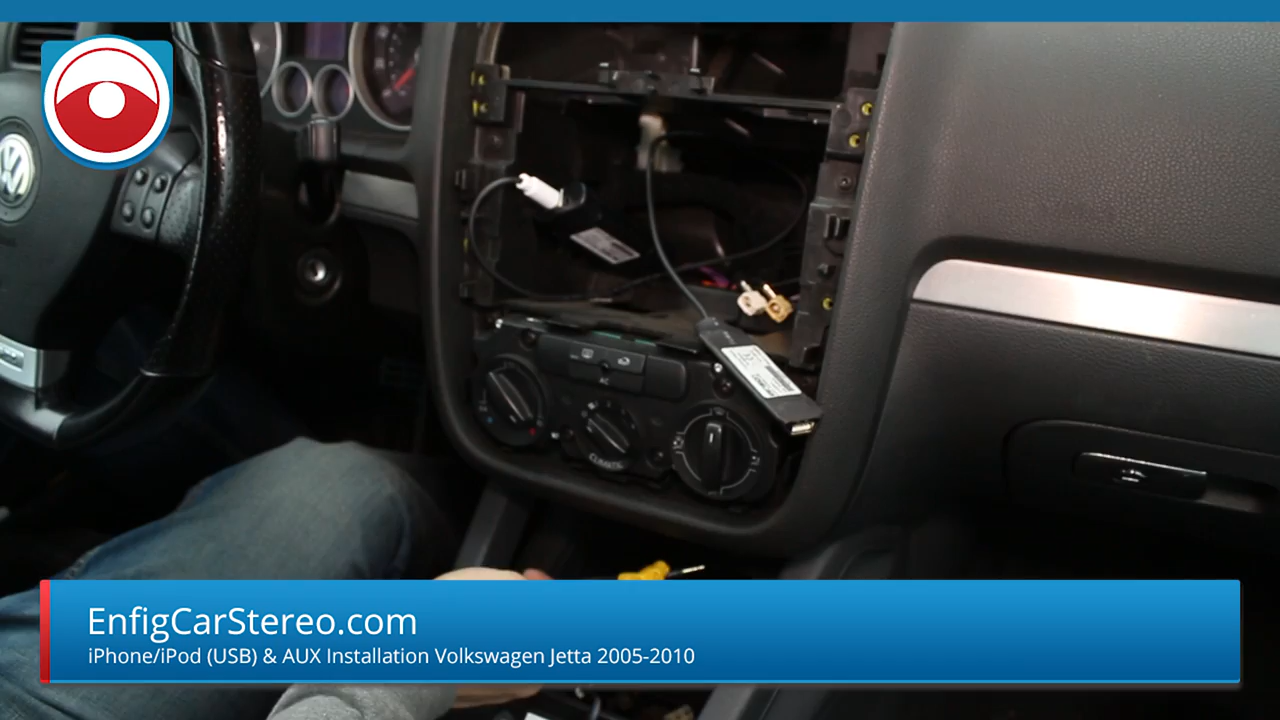 EnfigCarStereo.com
iPhone/iPod (USB) & AUX Installation Volkswagen Jetta 2005-2010